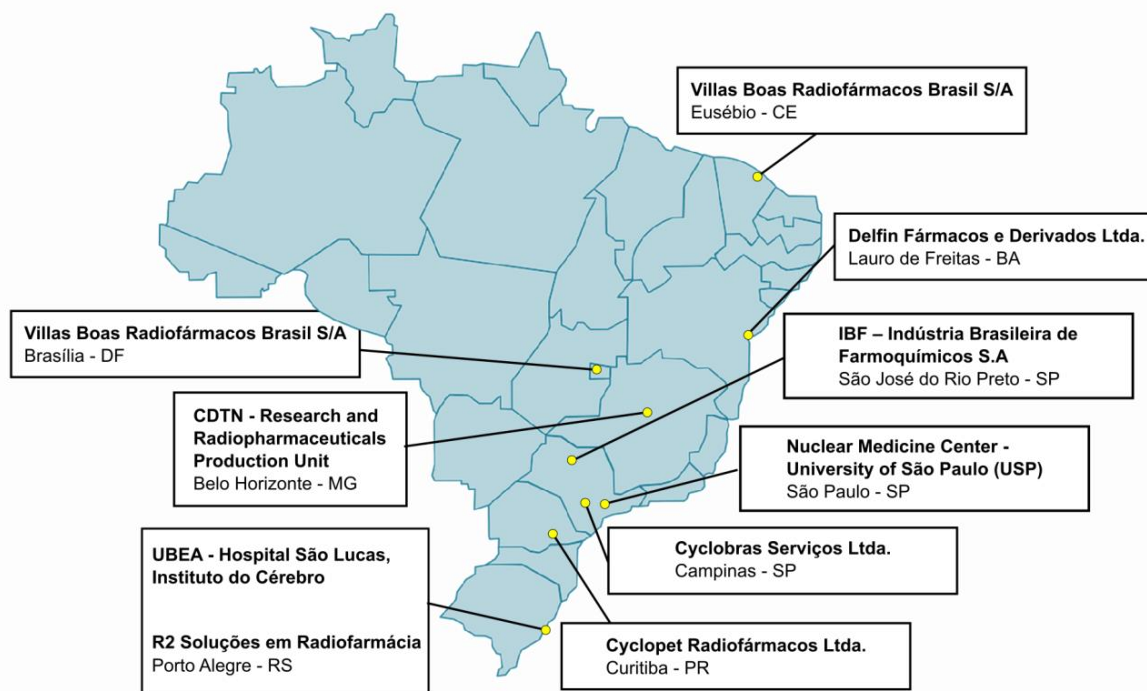 Villas Boas Radiofármacos Brasil S/A
Eusébio - CE
Delfin Fármacos e Derivados Ltda.
Lauro de Freitas - BA
Villas Boas Radiofármacos Brasil S/A
Brasília - DF
IBF – Indústria Brasileira de
Farmoquímicos S.A
São José do Rio Preto - SP
CDTN - Research and
Radiopharmaceuticals
Production Unit
Belo Horizonte - MG
Nuclear Medicine Center -
University of São Paulo (USP)
São Paulo - SP
UBEA - Hospital São Lucas,
Instituto do Cérebro
R2 Soluções em Radiofarmácia
Porto Alegre - RS
Cyclobras Serviços Ltda.
Campinas - SP
Cyclopet Radiofármacos Ltda.
Curitiba - PR